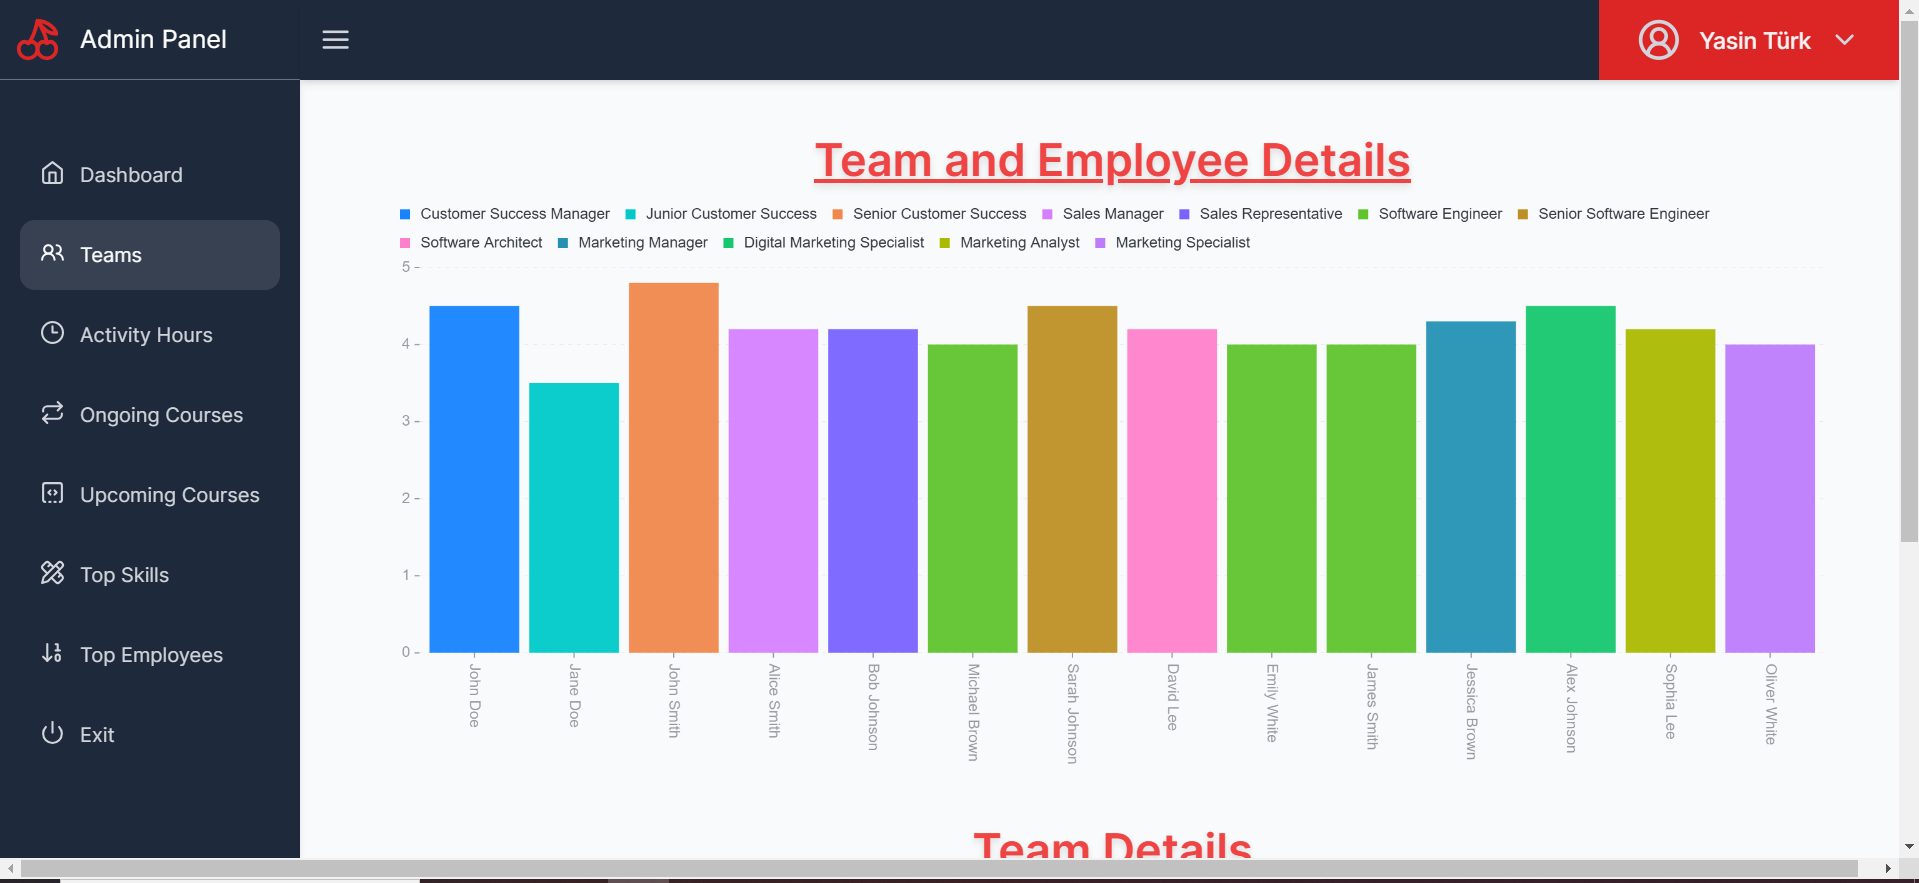 Admin Panel
Yasin Türk
Dashboard
Teams
Activity Hours
Ongoing Courses
Upcoming Courses
Top Skills
Top Employees
Exit
Team and Employee Details
Customer Success Manager Junior Customer Success Senior Customer Success Sales Manager Sales Representative Software Engineer Senior Software Engineer
Software Architect Marketing Manager Digital Marketing Specialist Marketing Analyst Marketing Specialist
5
4
3
2
1
0
John Doe
Jane Doe
John Smith
Alice Smith
Bob Johnson
Michael Brown
Sarah Johnson
David Lee
Emily White
James Smith
Jessica Brown
Alex Johnson
Sophia Lee
Oliver White
Team Details